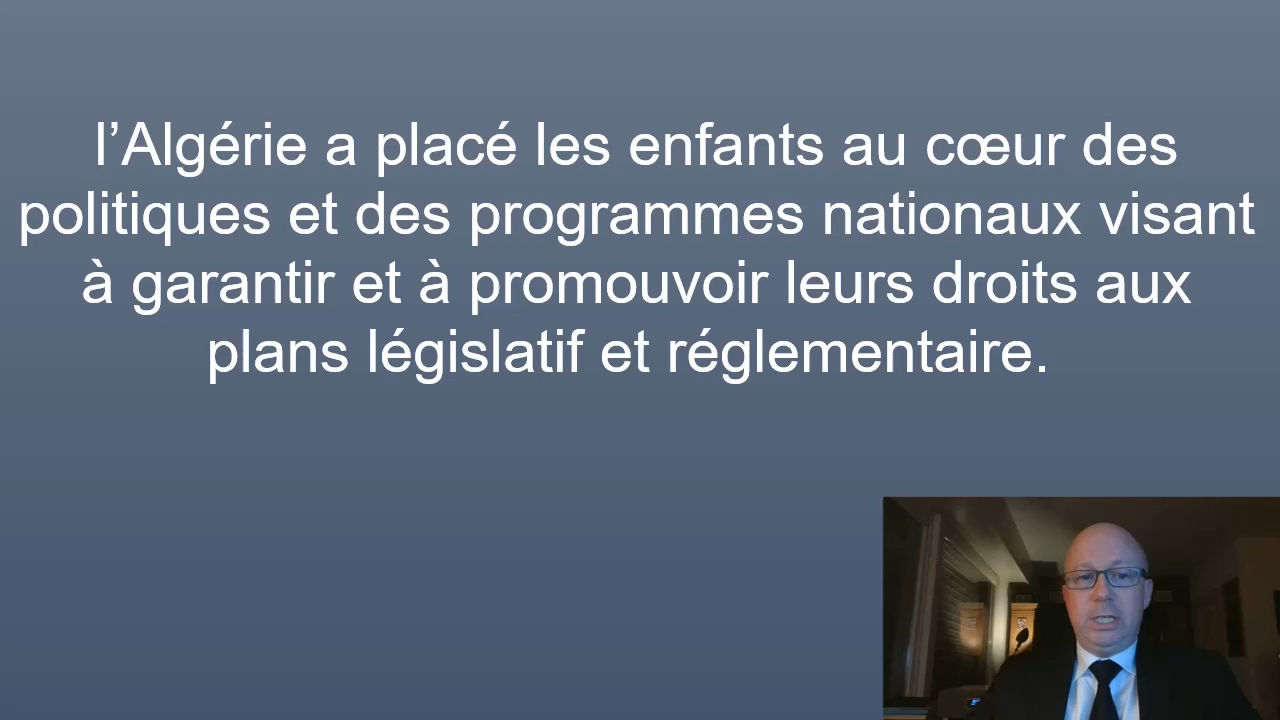 l’Algérie a placé les enfants au cœur des
politiques et des programmes nationaux visant
à garantir et à promouvoir leurs droits aux
plans législatif et réglementaire.